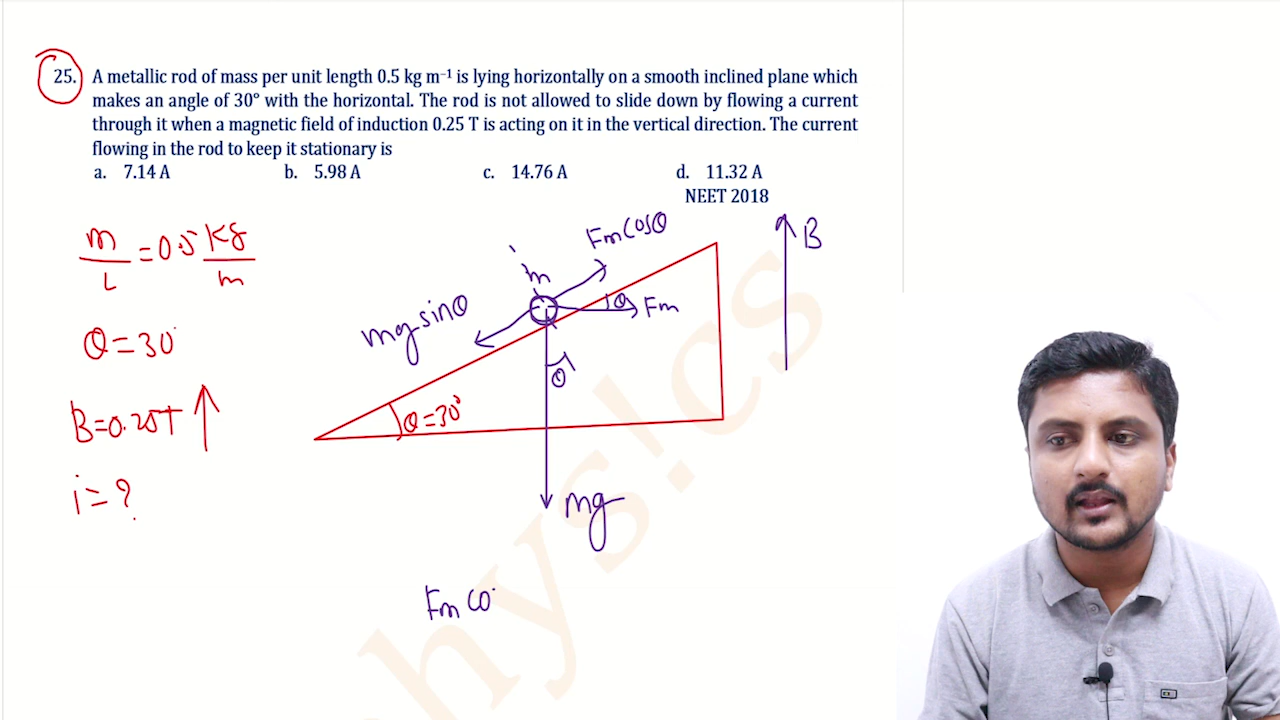 25. A metallic rod of mass per unit length 0.5 kg m⁻¹ is lying horizontally on a smooth inclined plane which
makes an angle of 30° with the horizontal. The rod is not allowed to slide down by flowing a current
through it when a magnetic field of induction 0.25 T is acting on it in the vertical direction. The current
flowing in the rod to keep it stationary is
a. 7.14 A b. 5.98 A c. 14.76 A d. 11.32 A
NEET 2018
m/L = 0.5 Kg/m
θ = 30°
B = 0.25T
i = ?
Fm cosθ
B
m
θ
Fm
mg sinθ
θ
θ = 30°
mg
Fm co
hys!cs